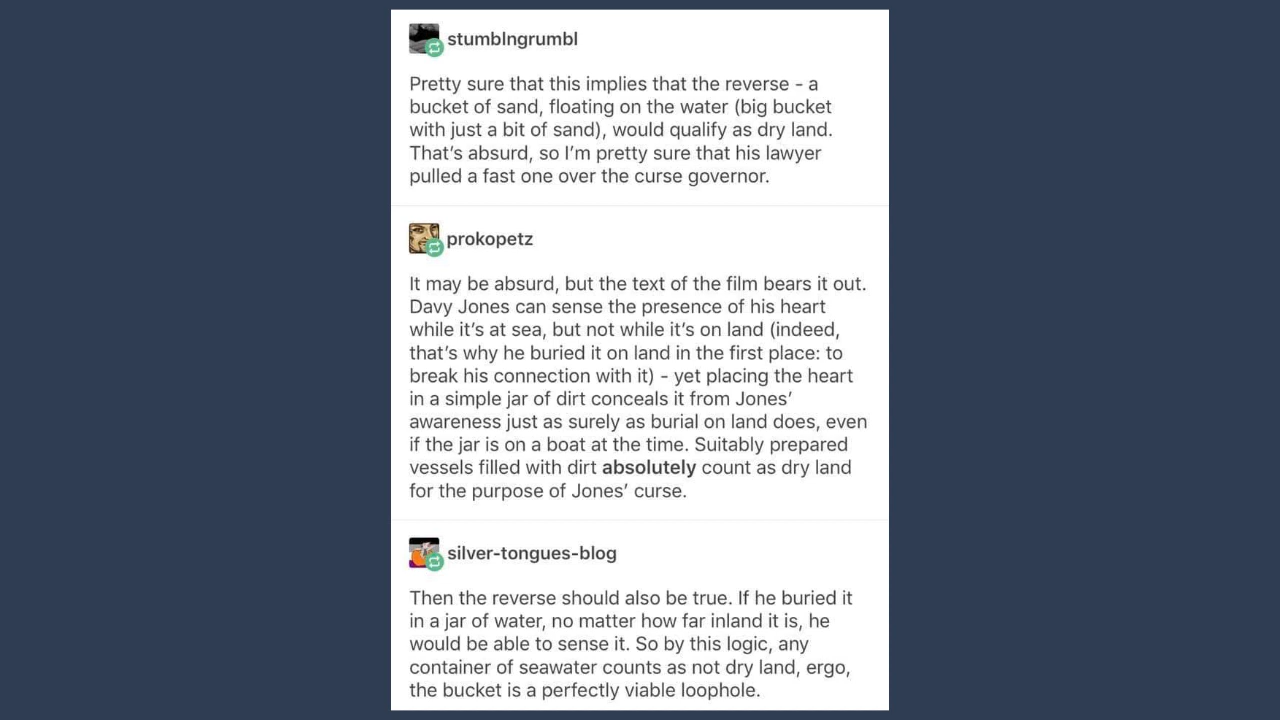 stumblngrumbl
Pretty sure that this implies that the reverse - a
bucket of sand, floating on the water (big bucket
with just a bit of sand), would qualify as dry land.
That's absurd, so I'm pretty sure that his lawyer
pulled a fast one over the curse governor.
prokopetz
It may be absurd, but the text of the film bears it out.
Davy Jones can sense the presence of his heart
while it's at sea, but not while it's on land (indeed,
that's why he buried it on land in the first place: to
break his connection with it) - yet placing the heart
in a simple jar of dirt conceals it from Jones'
awareness just as surely as burial on land does, even
if the jar is on a boat at the time. Suitably prepared
vessels filled with dirt absolutely count as dry land
for the purpose of Jones' curse.
silver-tongues-blog
Then the reverse should also be true. If he buried it
in a jar of water, no matter how far inland it is, he
would be able to sense it. So by this logic, any
container of seawater counts as not dry land, ergo,
the bucket is a perfectly viable loophole.